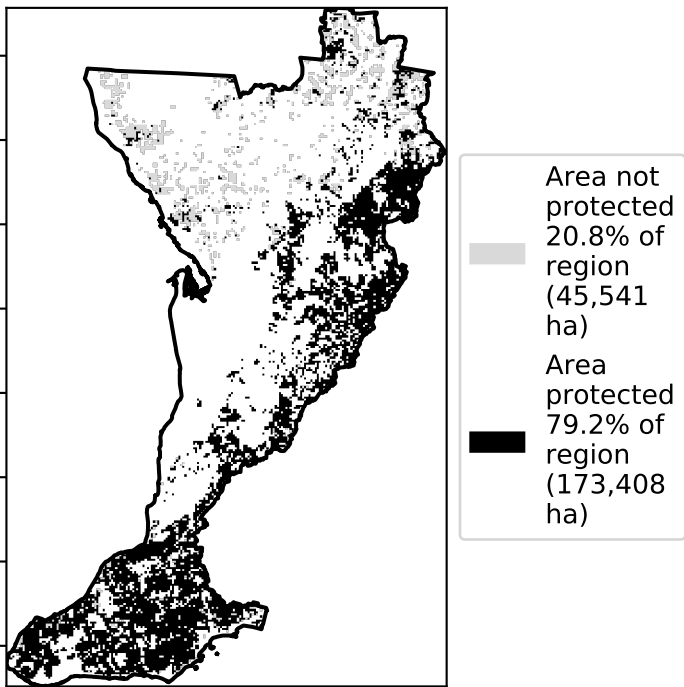 Area not
protected
20.8% of
region
(45,541
ha)
Area
protected
79.2% of
region
(173,408
ha)